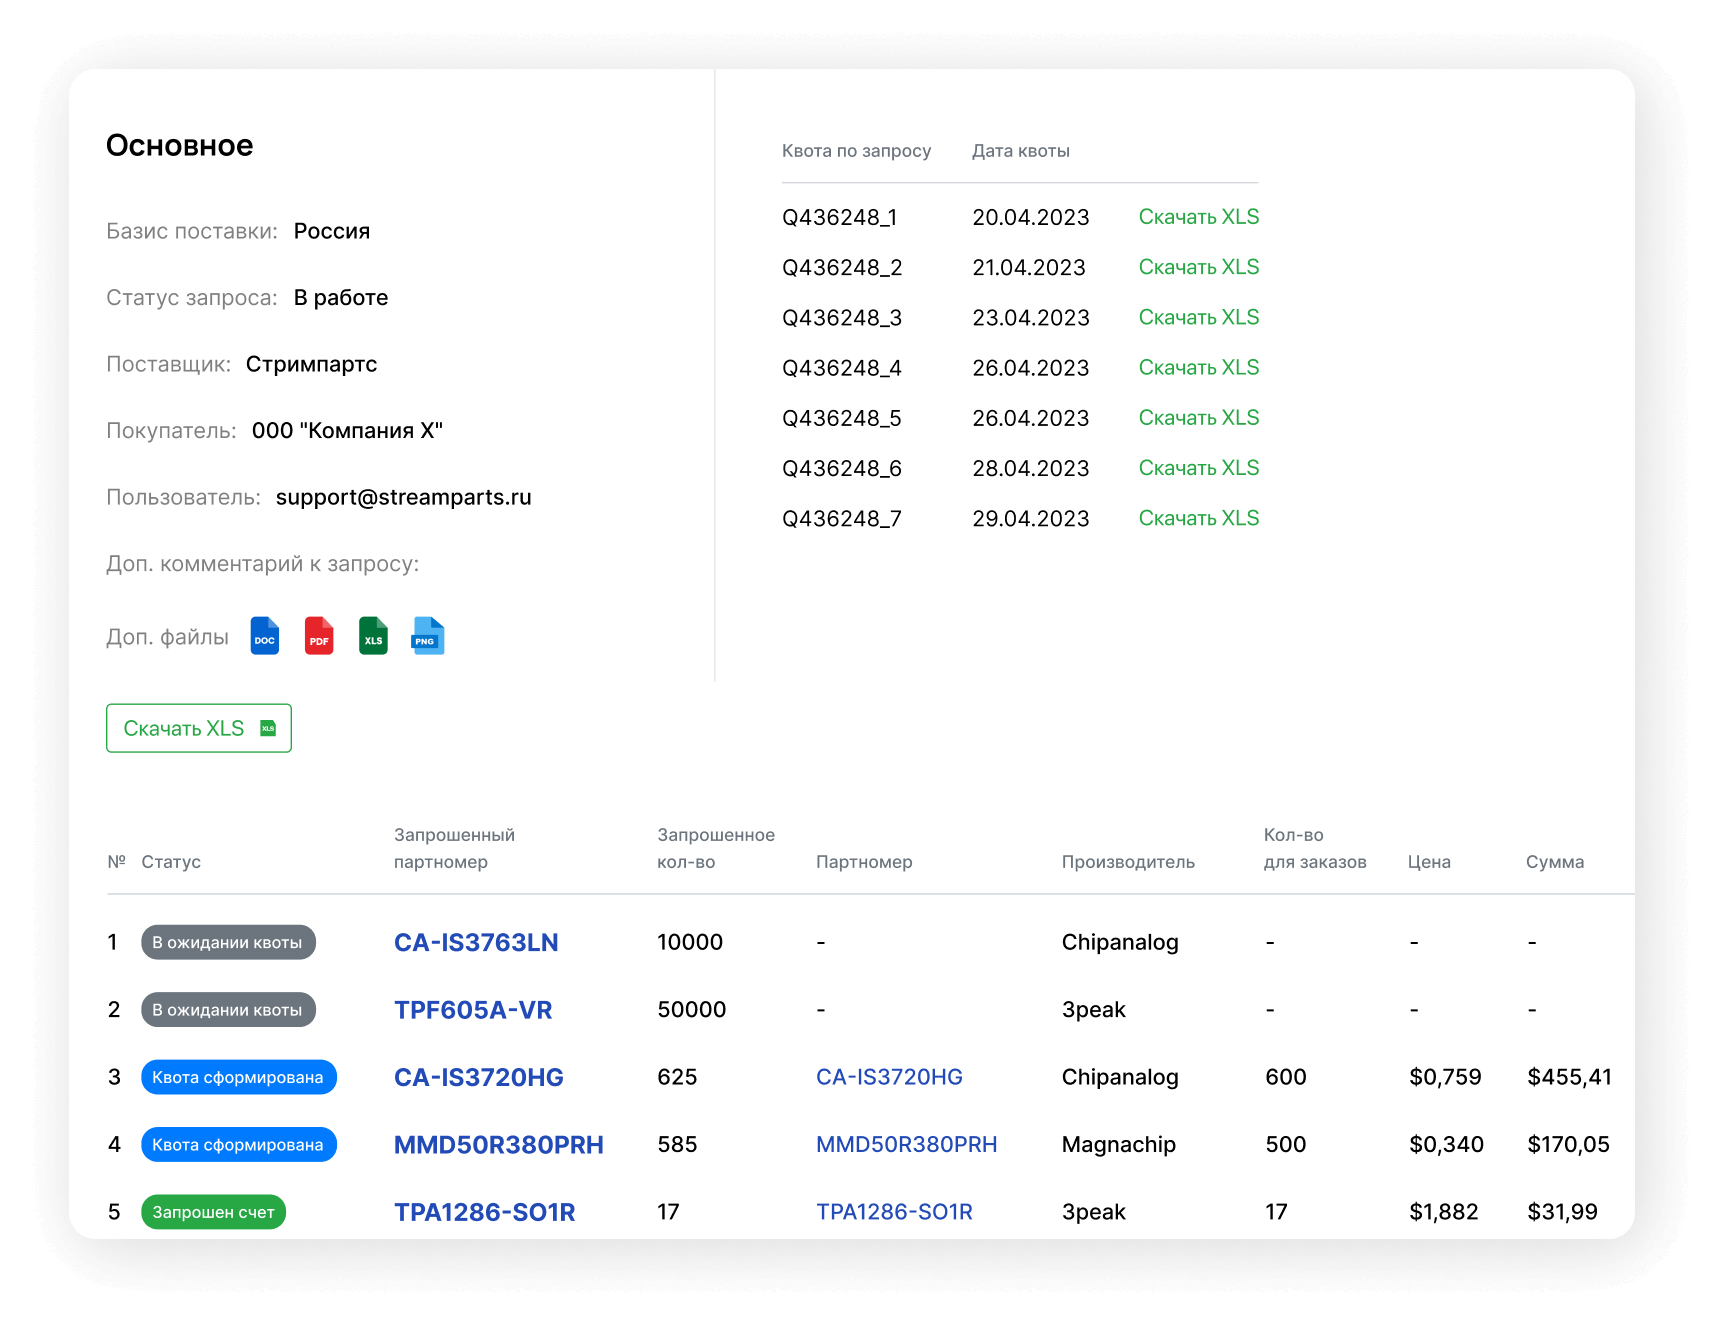 Основное
Базис поставки: Россия
Статус запроса: В работе
Поставщик: Стримпартс
Покупатель: ООО "Компания X"
Пользователь: support@streamparts.ru
Доп. комментарий к запросу:
Доп. файлы DOC PDF XLS PNG
Скачать XLS XLS
Квота по запросу Дата квоты
Q436248_1 20.04.2023 Скачать XLS
Q436248_2 21.04.2023 Скачать XLS
Q436248_3 23.04.2023 Скачать XLS
Q436248_4 26.04.2023 Скачать XLS
Q436248_5 26.04.2023 Скачать XLS
Q436248_6 28.04.2023 Скачать XLS
Q436248_7 29.04.2023 Скачать XLS
Запрошенный Запрошенное Кол-во
№ Статус партномер кол-во Партномер Производитель для заказов Цена Сумма
1 В ожидании квоты CA-IS3763LN 10000 - Chipanalog - - -
2 В ожидании квоты TPF605A-VR 50000 - 3peak - - -
3 Квота сформирована CA-IS3720HG 625 CA-IS3720HG Chipanalog 600 $0,759 $455,41
4 Квота сформирована MMD50R380PRH 585 MMD50R380PRH Magnachip 500 $0,340 $170,05
5 Запрошен счет TPA1286-SO1R 17 TPA1286-SO1R 3peak 17 $1,882 $31,99